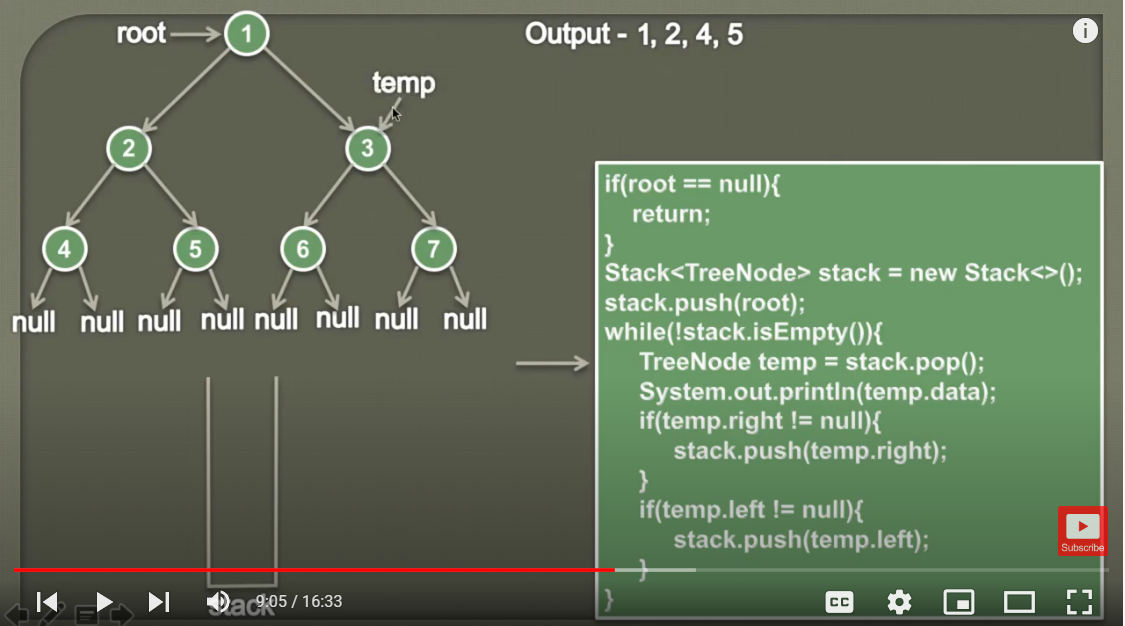 root
1
Output - 1, 2, 4, 5
temp
2
3
4
5
6
7
null
null
null
null
null
null
null
null
if(root == null){
return;
}
Stack<TreeNode> stack = new Stack<>();
stack.push(root);
while(!stack.isEmpty()){
TreeNode temp = stack.pop();
System.out.println(temp.data);
if(temp.right != null){
stack.push(temp.right);
}
if(temp.left != null){
stack.push(temp.left);
}
}
Subscribe
stack
9:05 / 16:33
CC